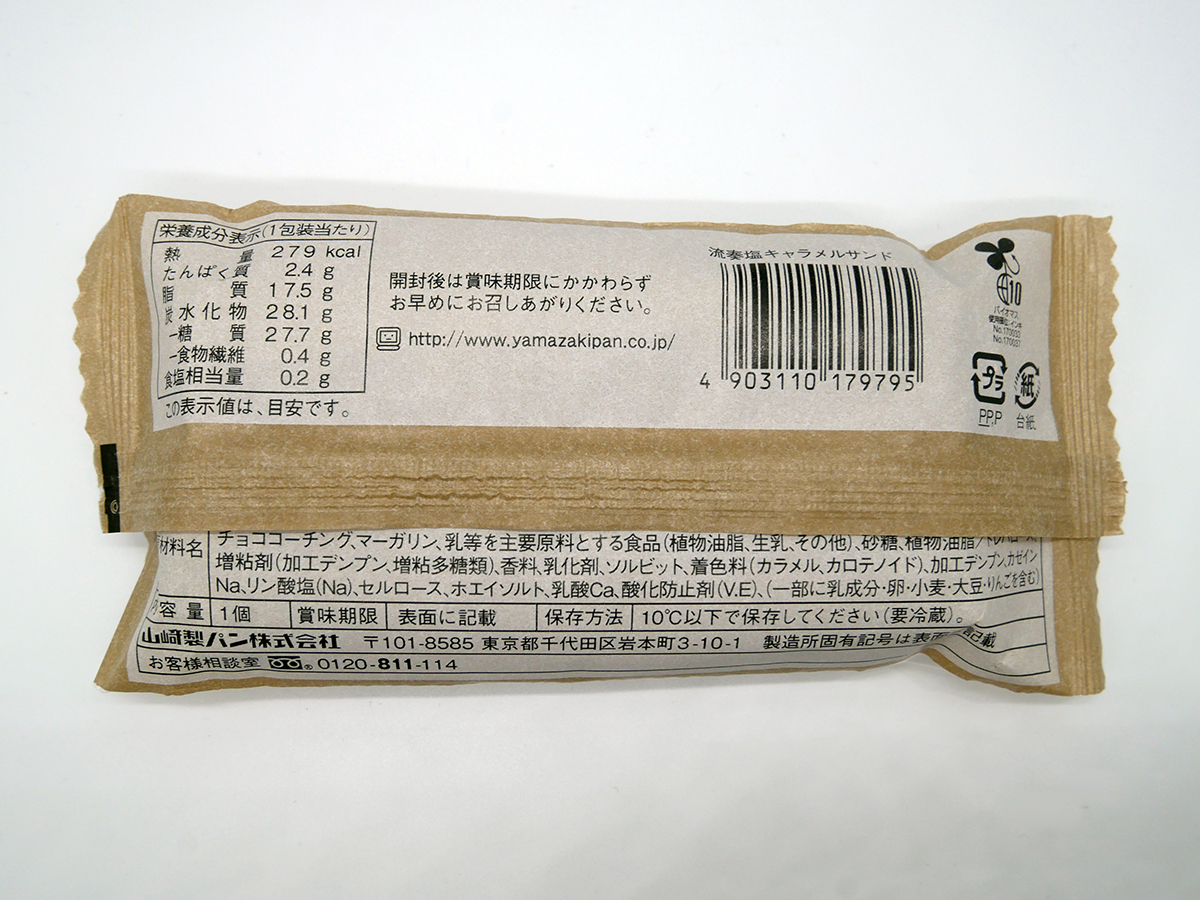 栄養成分表示(1包装当たり)
熱量 279 kcal
たんぱく質 2.4 g
脂質 17.5 g
炭水化物 28.1 g
−糖質 27.7 g
−食物繊維 0.4 g
食塩相当量 0.2 g
この表示値は、目安です。
開封後は賞味期限にかかわらず
お早めにお召しあがりください。
http://www.yamazakipan.co.jp/
流奏塩キャラメルサンド
4 903110 179795
10
バイオマス
No.170033
No.170037
プラ
PP,P
紙
台紙
材料名 チョココーチング、マーガリン、乳等を主要原料とする食品(植物油脂、生乳、その他)、砂糖、植物油脂/トレハロース、
増粘剤(加工デンプン、増粘多糖類)、香料、乳化剤、ソルビット、着色料(カラメル、カロテノイド)、加工デンプン、カゼイン
Na、リン酸塩(Na)、セルロース、ホエイソルト、乳酸Ca、酸化防止剤(V.E)、(一部に乳成分・卵・小麦・大豆・りんごを含む)
容量 1個 賞味期限 表面に記載 保存方法 10℃以下で保存してください(要冷蔵)。
山崎製パン株式会社 〒101-8585 東京都千代田区岩本町3-10-1 製造所固有記号は表面 記載
お客様相談室 ® 0120-811-114